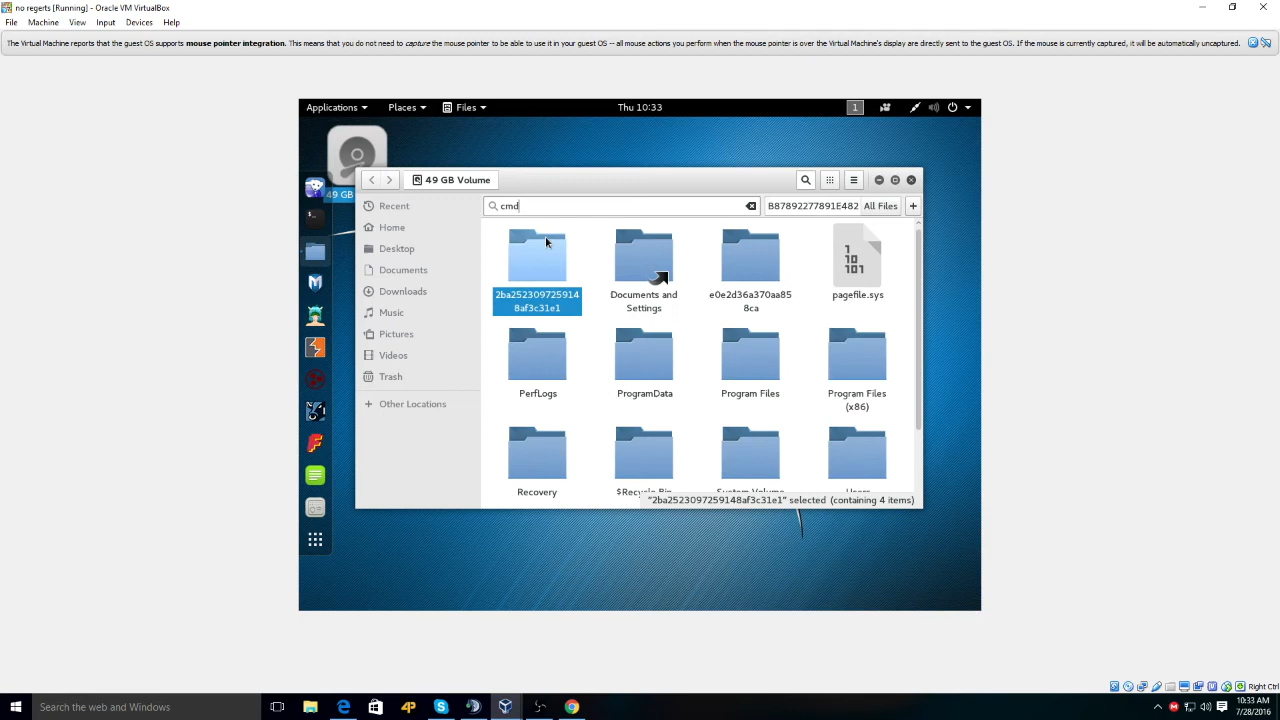 no regerts [Running] - Oracle VM VirtualBox
File Machine View Input Devices Help
The Virtual Machine reports that the guest OS supports mouse pointer integration. This means that you do not need to capture the mouse pointer to be able to use it in your guest OS -- all mouse actions you perform when the mouse pointer is over the Virtual Machine's display are directly sent to the guest OS. If the mouse is currently captured, it will be automatically uncaptured.
Applications Places Files Thu 10:33 1
49 GB
49 GB Volume
cmd B87892277891E482 All Files
Recent
Home
Desktop
Documents
Downloads
Music
Pictures
Videos
Trash
Other Locations
2ba252309725914
8af3c31e1
Documents and
Settings
e0e2d36a370aa85
8ca
1
10
101
pagefile.sys
PerfLogs
ProgramData
Program Files
Program Files
(x86)
Recovery
$Recycle.Bin
System Volume
Users
"2ba2523097259148af3c31e1" selected (containing 4 items)
Right Ctrl
Search the web and Windows
10:33 AM
7/28/2016